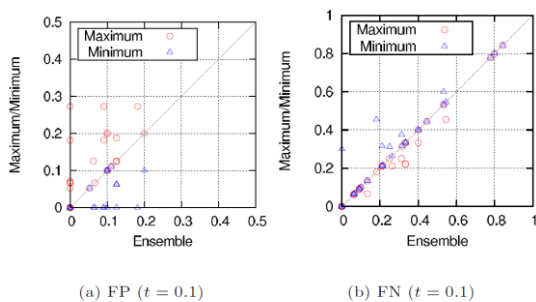 0.5
0.4
0.3
0.2
0.1
0
Maximum/Minimum
Maximum
Minimum
0 0.1 0.2 0.3 0.4 0.5
Ensemble
(a) FP (t = 0.1)
1
0.8
0.6
0.4
0.2
0
Maximum/Minimum
Maximum
Minimum
0 0.2 0.4 0.6 0.8 1
Ensemble
(b) FN (t = 0.1)